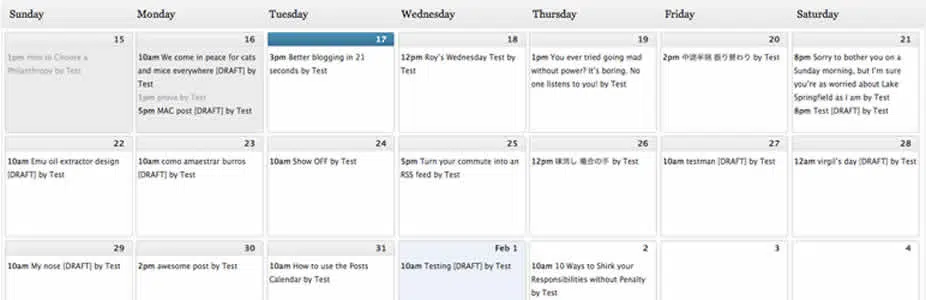 Sunday
Monday
Tuesday
Wednesday
Thursday
Friday
Saturday
15
1pm How to Choose a
Philanthropy by Test
16
10am We come in peace for cats
and mice everywhere [DRAFT] by
Test
1pm prova by Test
5pm MAC post [DRAFT] by Test
17
3pm Better blogging in 21
seconds by Test
18
12pm Roy's Wednesday Test by
Test
19
1pm You ever tried going mad
without power? It's boring. No
one listens to you! by Test
20
2pm 中途半端 振り替わり by Test
21
8pm Sorry to bother you on a
Sunday morning, but I'm sure
you're as worried about Lake
Springfield as I am by Test
8pm Test [DRAFT] by Test
22
10am Emu oil extractor design
[DRAFT] by Test
23
10am como amaestrar burros
[DRAFT] by Test
24
10am Show OFF by Test
25
5pm Turn your commute into an
RSS feed by Test
26
12pm 味消し 場合の手 by Test
27
10am testman [DRAFT] by Test
28
12am virgil's day [DRAFT] by Test
29
10am My nose [DRAFT] by Test
30
2pm awesome post by Test
31
10am How to use the Posts
Calendar by Test
Feb 1
10am Testing [DRAFT] by Test
2
10am 10 Ways to Shirk your
Responsibilities without Penalty
by Test
3
4